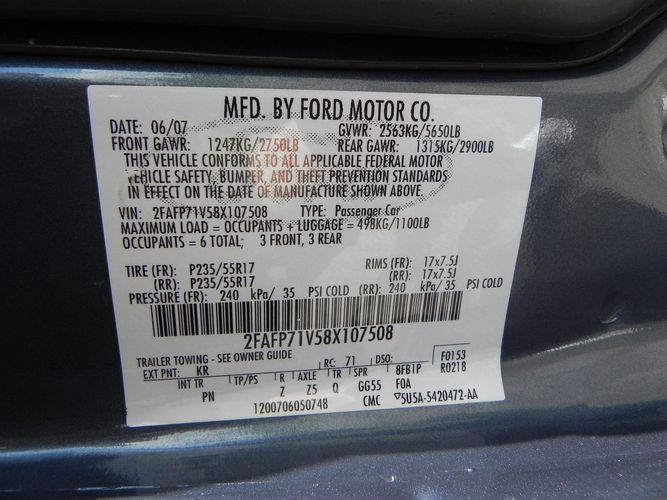 MFD. BY FORD MOTOR CO.
DATE: 06/07 GVWR: 2563KG/5650LB
FRONT GAWR: 1247KG/2750LB REAR GAWR: 1315KG/2900LB
THIS VEHICLE CONFORMS TO ALL APPLICABLE FEDERAL MOTOR
VEHICLE SAFETY, BUMPER, AND THEFT PREVENTION STANDARDS
IN EFFECT ON THE DATE OF MANUFACTURE SHOWN ABOVE.
VIN: 2FAFP71V58X107508 TYPE: Passenger Car
MAXIMUM LOAD = OCCUPANTS + LUGGAGE = 498KG/1100LB
OCCUPANTS = 6 TOTAL; 3 FRONT, 3 REAR
TIRE (FR): P235/55R17 RIMS (FR): 17x7.5J
(RR): P235/55R17 (RR): 17x7.5J
PRESSURE (FR): 240 kPa/ 35 PSI COLD (RR): 240 kPa/ 35 PSI COLD
2FAFP71V58X107508
TRAILER TOWING - SEE OWNER GUIDE
EXT PNT: KR RC: 71 DSO: F0153
INT TR TP/PS R AXLE TR SPR 8FB1P R0218
PN Z Z5 Q GG55 F0A
1200706050748 CMC ▽5U5A-5420472-AA